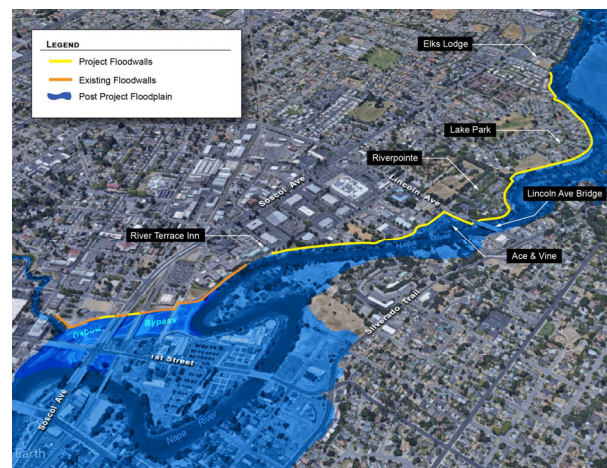 LEGEND
Project Floodwalls
Existing Floodwalls
Post Project Floodplain
Elks Lodge
Lake Park
Riverpointe
Lincoln Ave
Soscol Ave
Lincoln Ave Bridge
River Terrace Inn
Napa River
Ace & Vine
Silverado Trail
Oxbow Bypass
1st Street
Soscol Ave
Napa River
Earth